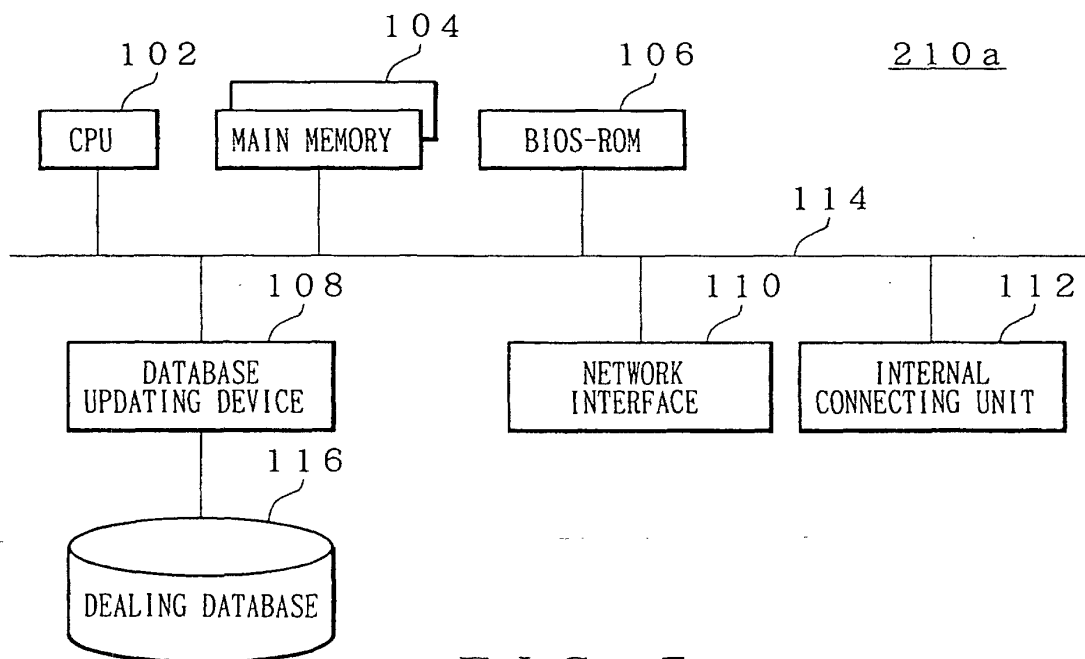 102
104
106
210a
CPU
MAIN MEMORY
BIOS-ROM
114
108
110
112
DATABASE
UPDATING DEVICE
NETWORK
INTERFACE
INTERNAL
CONNECTING UNIT
116
DEALING DATABASE